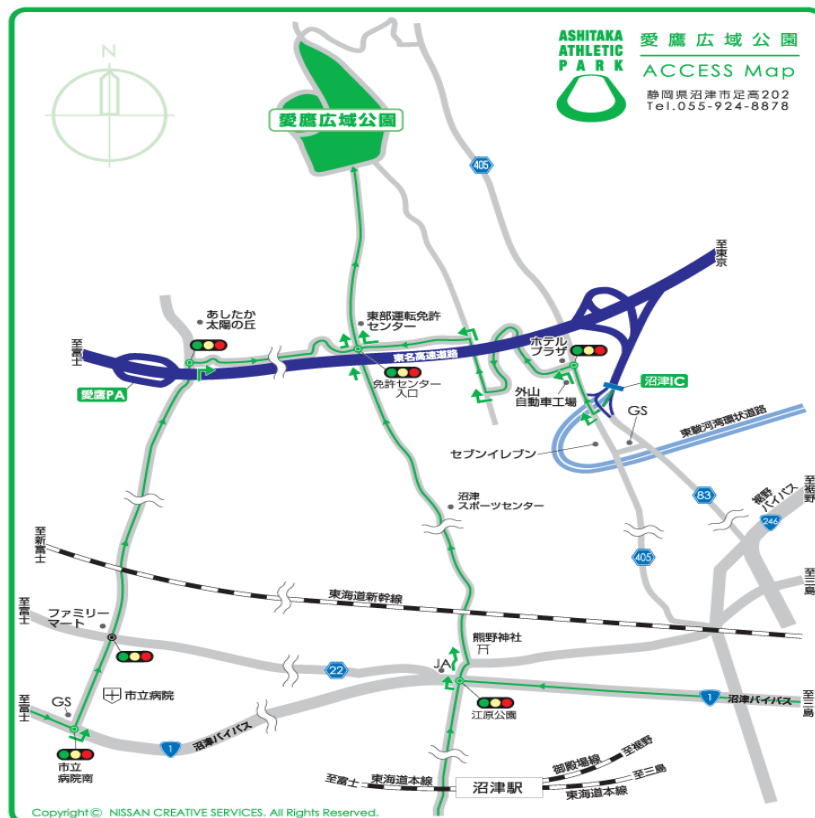 ASHITAKA
ATHLETIC
PARK
愛鷹広域公園
ACCESS Map
静岡県沼津市足高202
Tel.055-924-8878
N
愛鷹広域公園
405
至東京
あしたか
太陽の丘
東部運転免許
センター
至富士
東名高速道路
ホテル
プラザ
愛鷹PA
免許センター
入口
外山
自動車工場
沼津IC
GS
東駿河湾環状道路
セブンイレブン
沼津
スポーツセンター
83
裾野
バイパス
至裾野
246
至新富士
405
東海道新幹線
至三島
至富士
ファミリー
マート
熊野神社
JA
22
市立病院
至富士
GS
1
沼津バイパス
江原公園
1
沼津バイパス
至三島
市立
病院南
至富士
東海道本線
沼津駅
御殿場線
至裾野
東海道本線
至三島
Copyright© NISSAN CREATIVE SERVICES. All Rights Reserved.